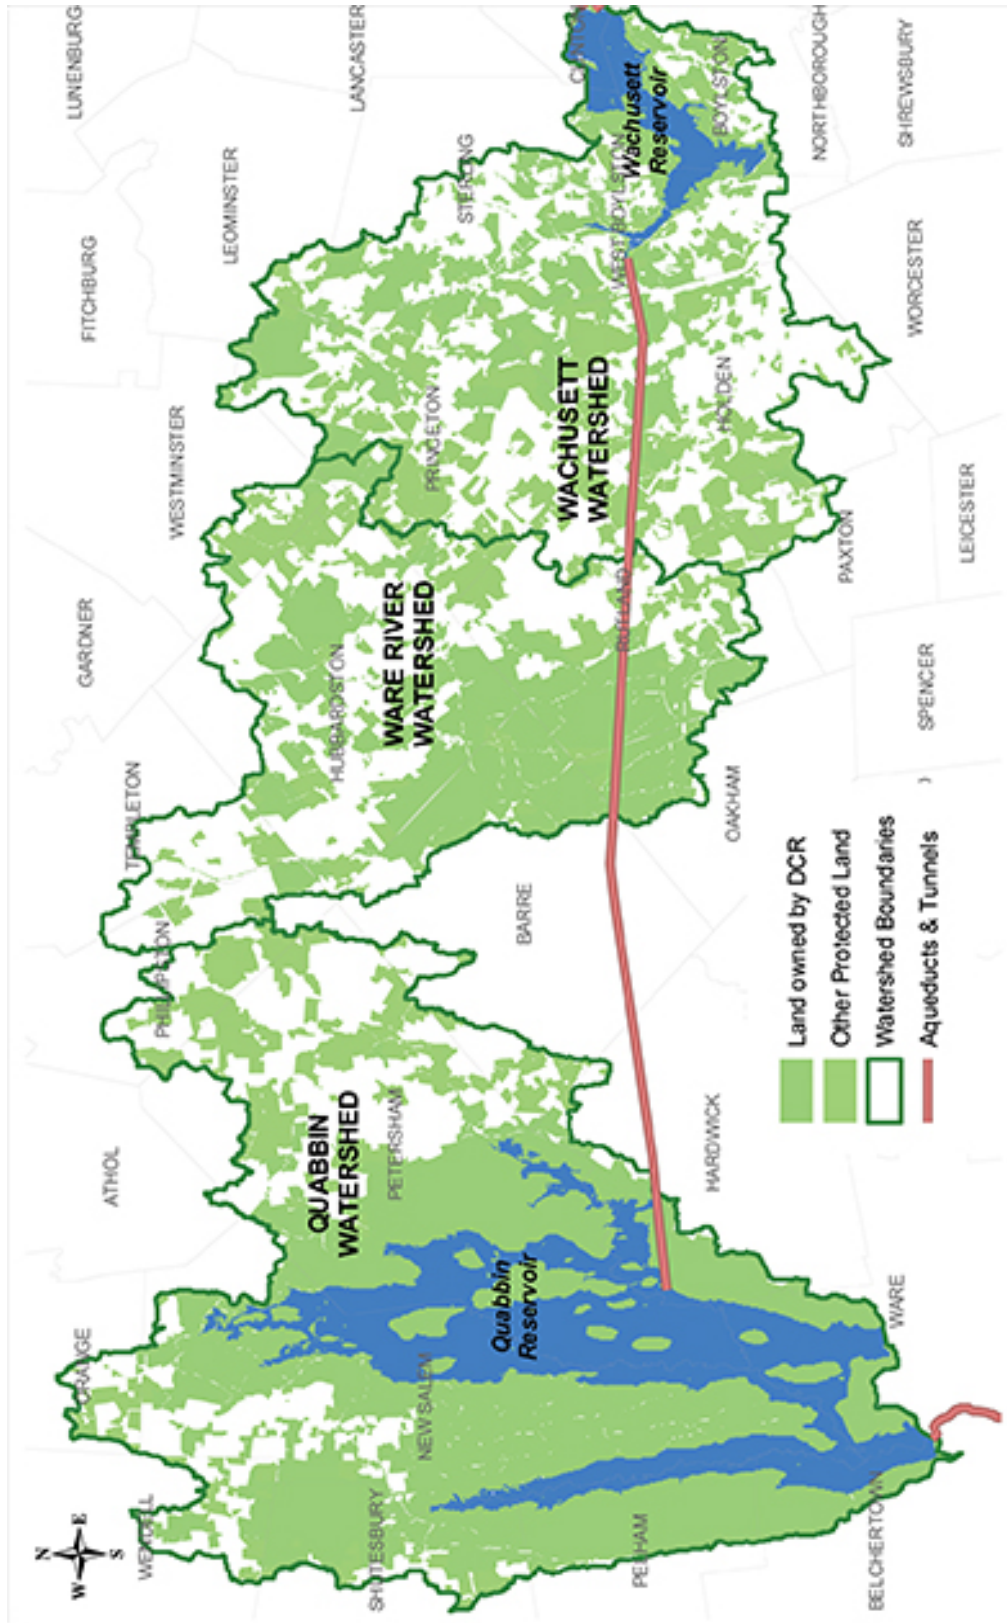 N
W E
S
LUNENBURG
ORANGE
GARDNER
FITCHBURG
ATHOL
TEMPLETON
WENDELL
PHILLIPSTON
WESTMINSTER
LEOMINSTER
QUABBIN
WATERSHED
HUBBARDSTON
LANCASTER
SHUTESBURY
PETERSHAM
WARE RIVER
WATERSHED
NEW SALEM
PRINCETON
STERLING
Quabbin
Reservoir
BARRE
WACHUSETT
WATERSHED
CLINTON
WEST BOYLSTON
RUTLAND
Wachusett
Reservoir
PELHAM
HARDWICK
BOYLSTON
HOLDEN
OAKHAM
Land owned by DCR
Other Protected Land
Watershed Boundaries
Aqueducts & Tunnels
NORTHBOROUGH
PAXTON
BELCHERTOWN
WARE
SHREWSBURY
WORCESTER
SPENCER
LEICESTER